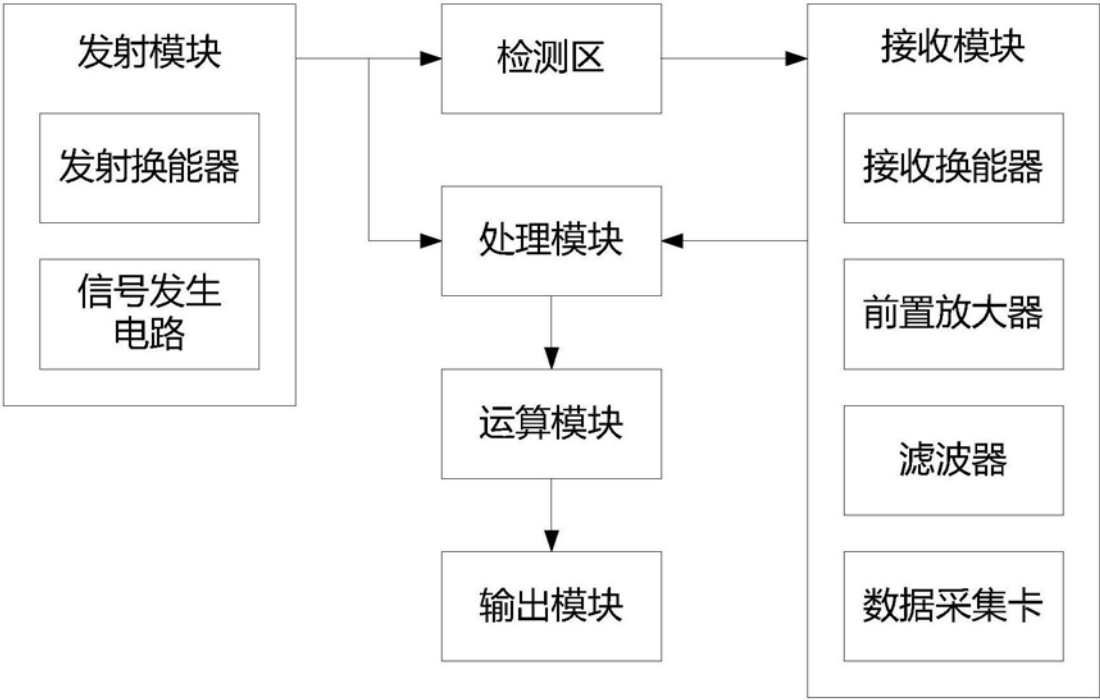 发射模块
发射换能器
信号发生
电路
检测区
处理模块
运算模块
输出模块
接收模块
接收换能器
前置放大器
滤波器
数据采集卡